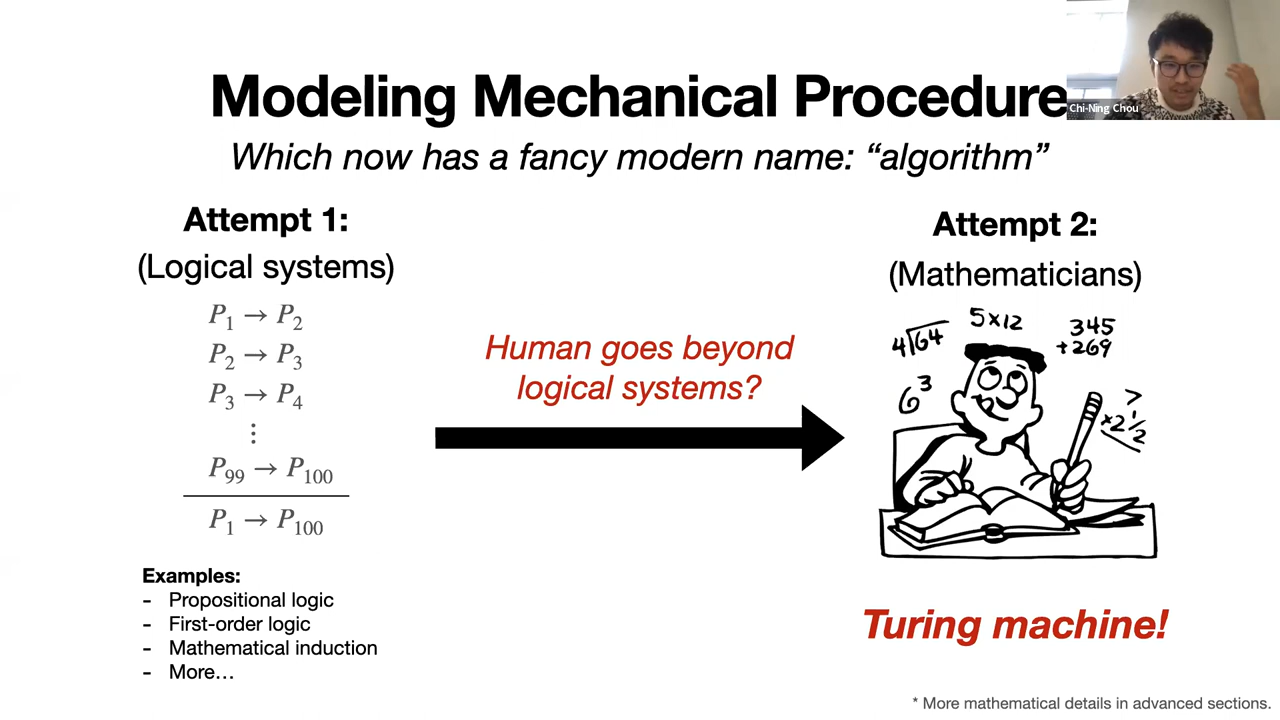 Modeling Mechanical Procedure
Chi-Ning Chou
Which now has a fancy modern name: “algorithm”
Attempt 1:
(Logical systems)
P₁ → P₂
P₂ → P₃
P₃ → P₄
⋮
P₉₉ → P₁₀₀
P₁ → P₁₀₀
Examples:
- Propositional logic
- First-order logic
- Mathematical induction
- More…
Human goes beyond
logical systems?
Attempt 2:
(Mathematicians)
4√64
5×12
345
+269
6³
7
×2½
Turing machine!
* More mathematical details in advanced sections.